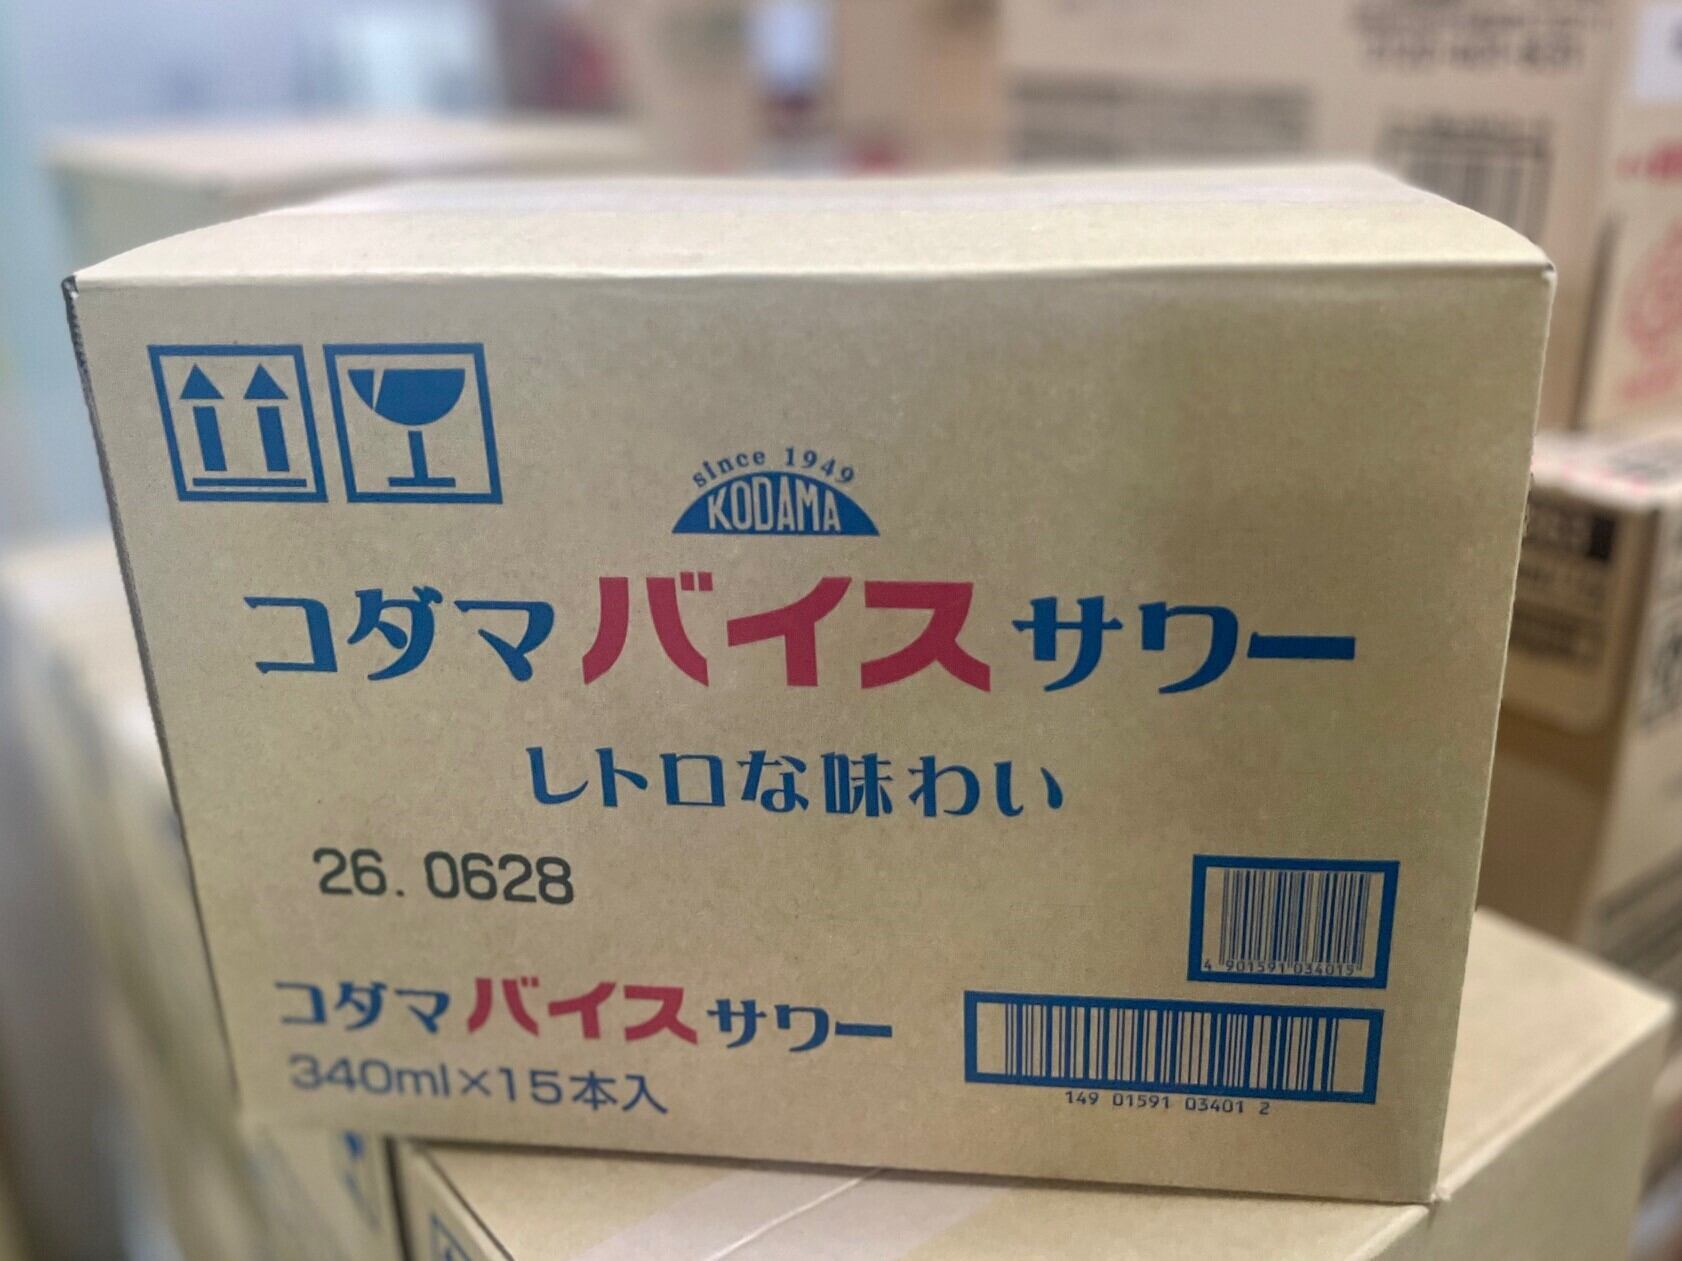 since 1949
KODAMA
コダマバイスサワー
レトロな味わい
26. 0628
4 901591 034015
コダマバイスサワー
340ml×15本入
149 01591 03401 2